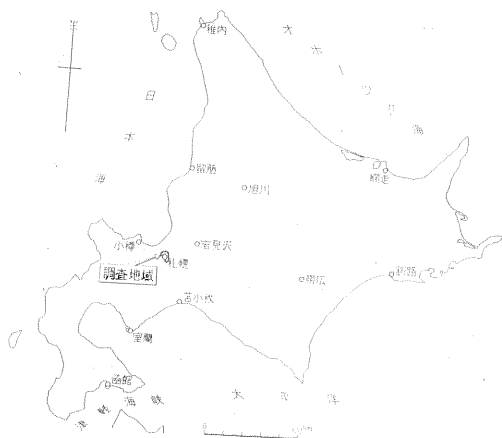 稚内
オホーツク海
日本海
留萌
旭川
網走
小樽
岩見沢
札幌
調査地域
帯広
釧路
苫小牧
室蘭
函館
太平洋
津軽海峡
0